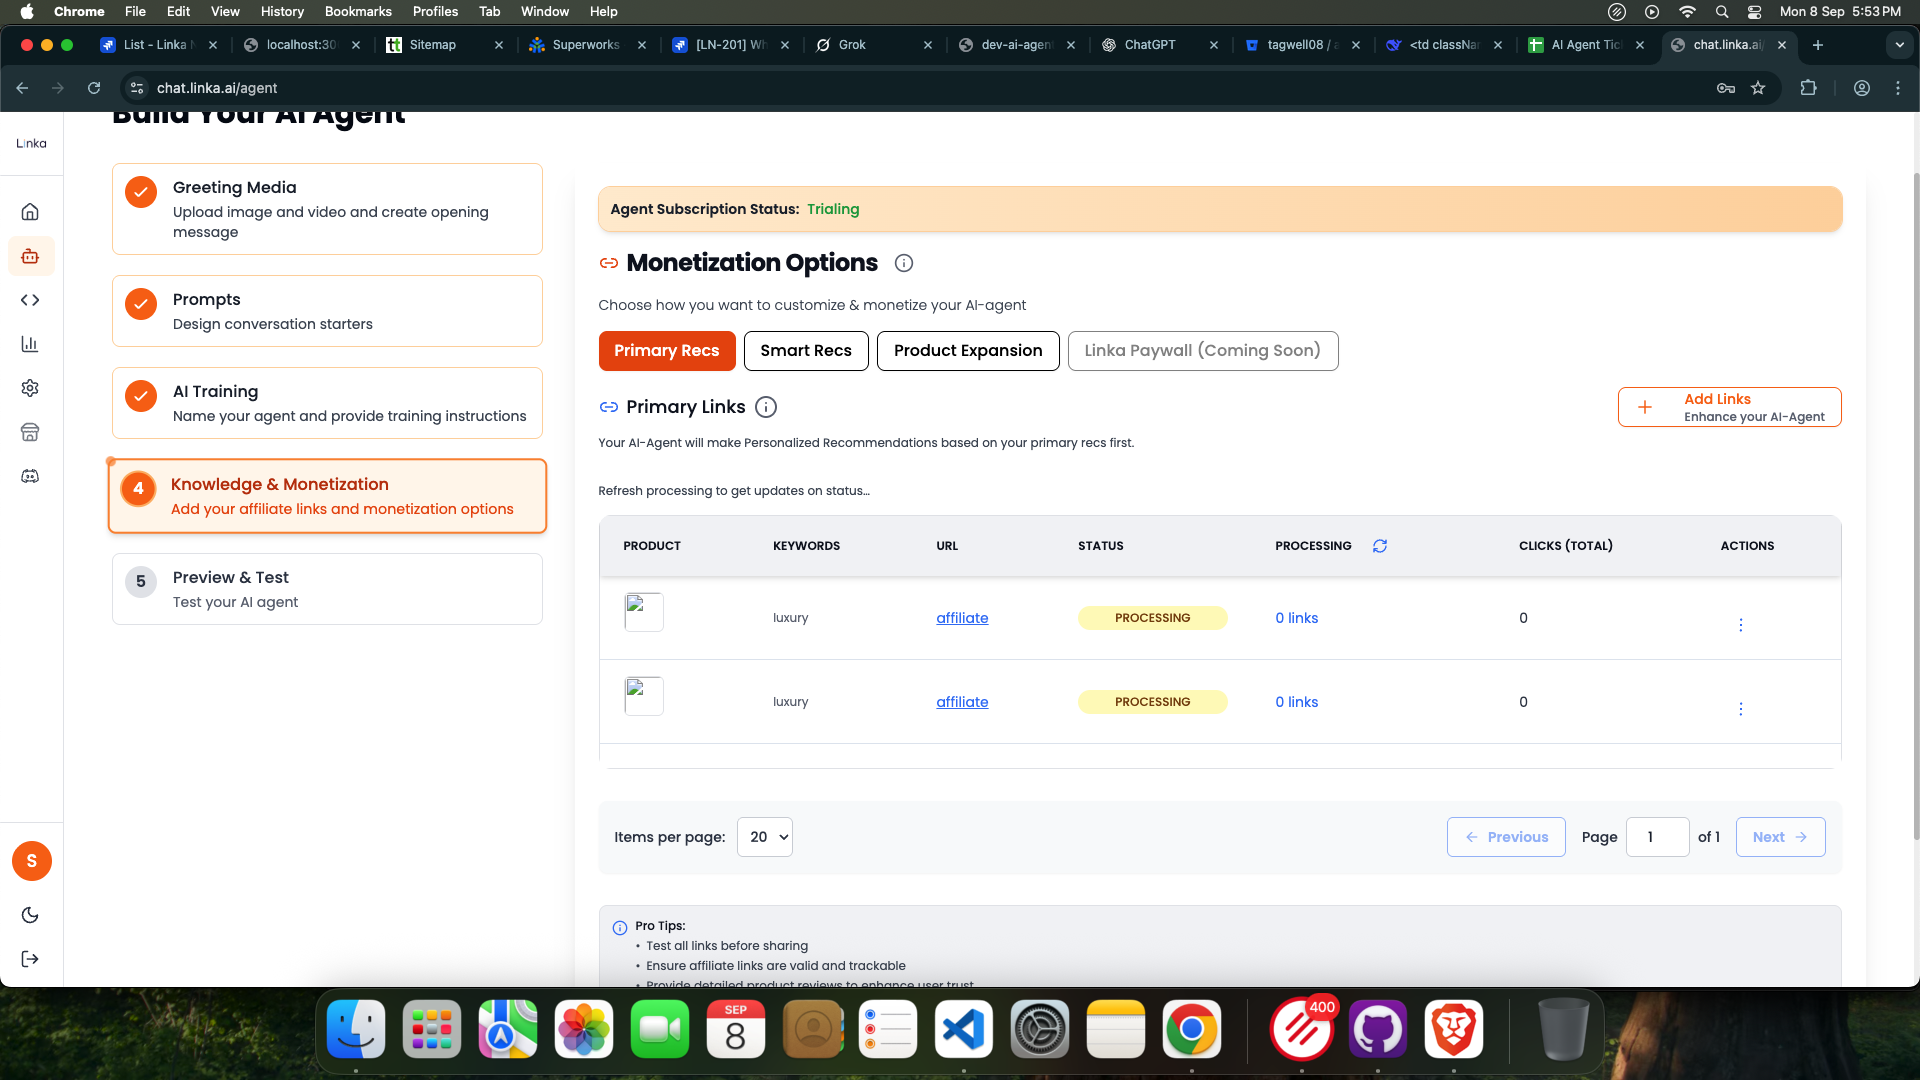 Chrome File Edit View History Bookmarks Profiles Tab Window Help Mon 8 Sep 5:53 PM
List - Linka localhost:30 Sitemap Superworks [LN-201] Wh Grok dev-ai-agent ChatGPT tagwell08 / a <td classNa AI Agent Tic chat.linka.ai/
chat.linka.ai/agent
Build Your AI Agent
Linka
Greeting Media
Upload image and video and create opening
message
Prompts
Design conversation starters
AI Training
Name your agent and provide training instructions
4 Knowledge & Monetization
Add your affiliate links and monetization options
5 Preview & Test
Test your AI agent
S
Agent Subscription Status: Trialing
Monetization Options
Choose how you want to customize & monetize your AI-agent
Primary Recs Smart Recs Product Expansion Linka Paywall (Coming Soon)
Primary Links
Add Links
Enhance your AI-Agent
Your AI-Agent will make Personalized Recommendations based on your primary recs first.
Refresh processing to get updates on status...
PRODUCT KEYWORDS URL STATUS PROCESSING CLICKS (TOTAL) ACTIONS
luxury affiliate PROCESSING 0 links 0
luxury affiliate PROCESSING 0 links 0
Items per page: 20 Previous Page 1 of 1 Next
Pro Tips:
• Test all links before sharing
• Ensure affiliate links are valid and trackable
• Provide detailed product reviews to enhance user trust
SEP
8
400